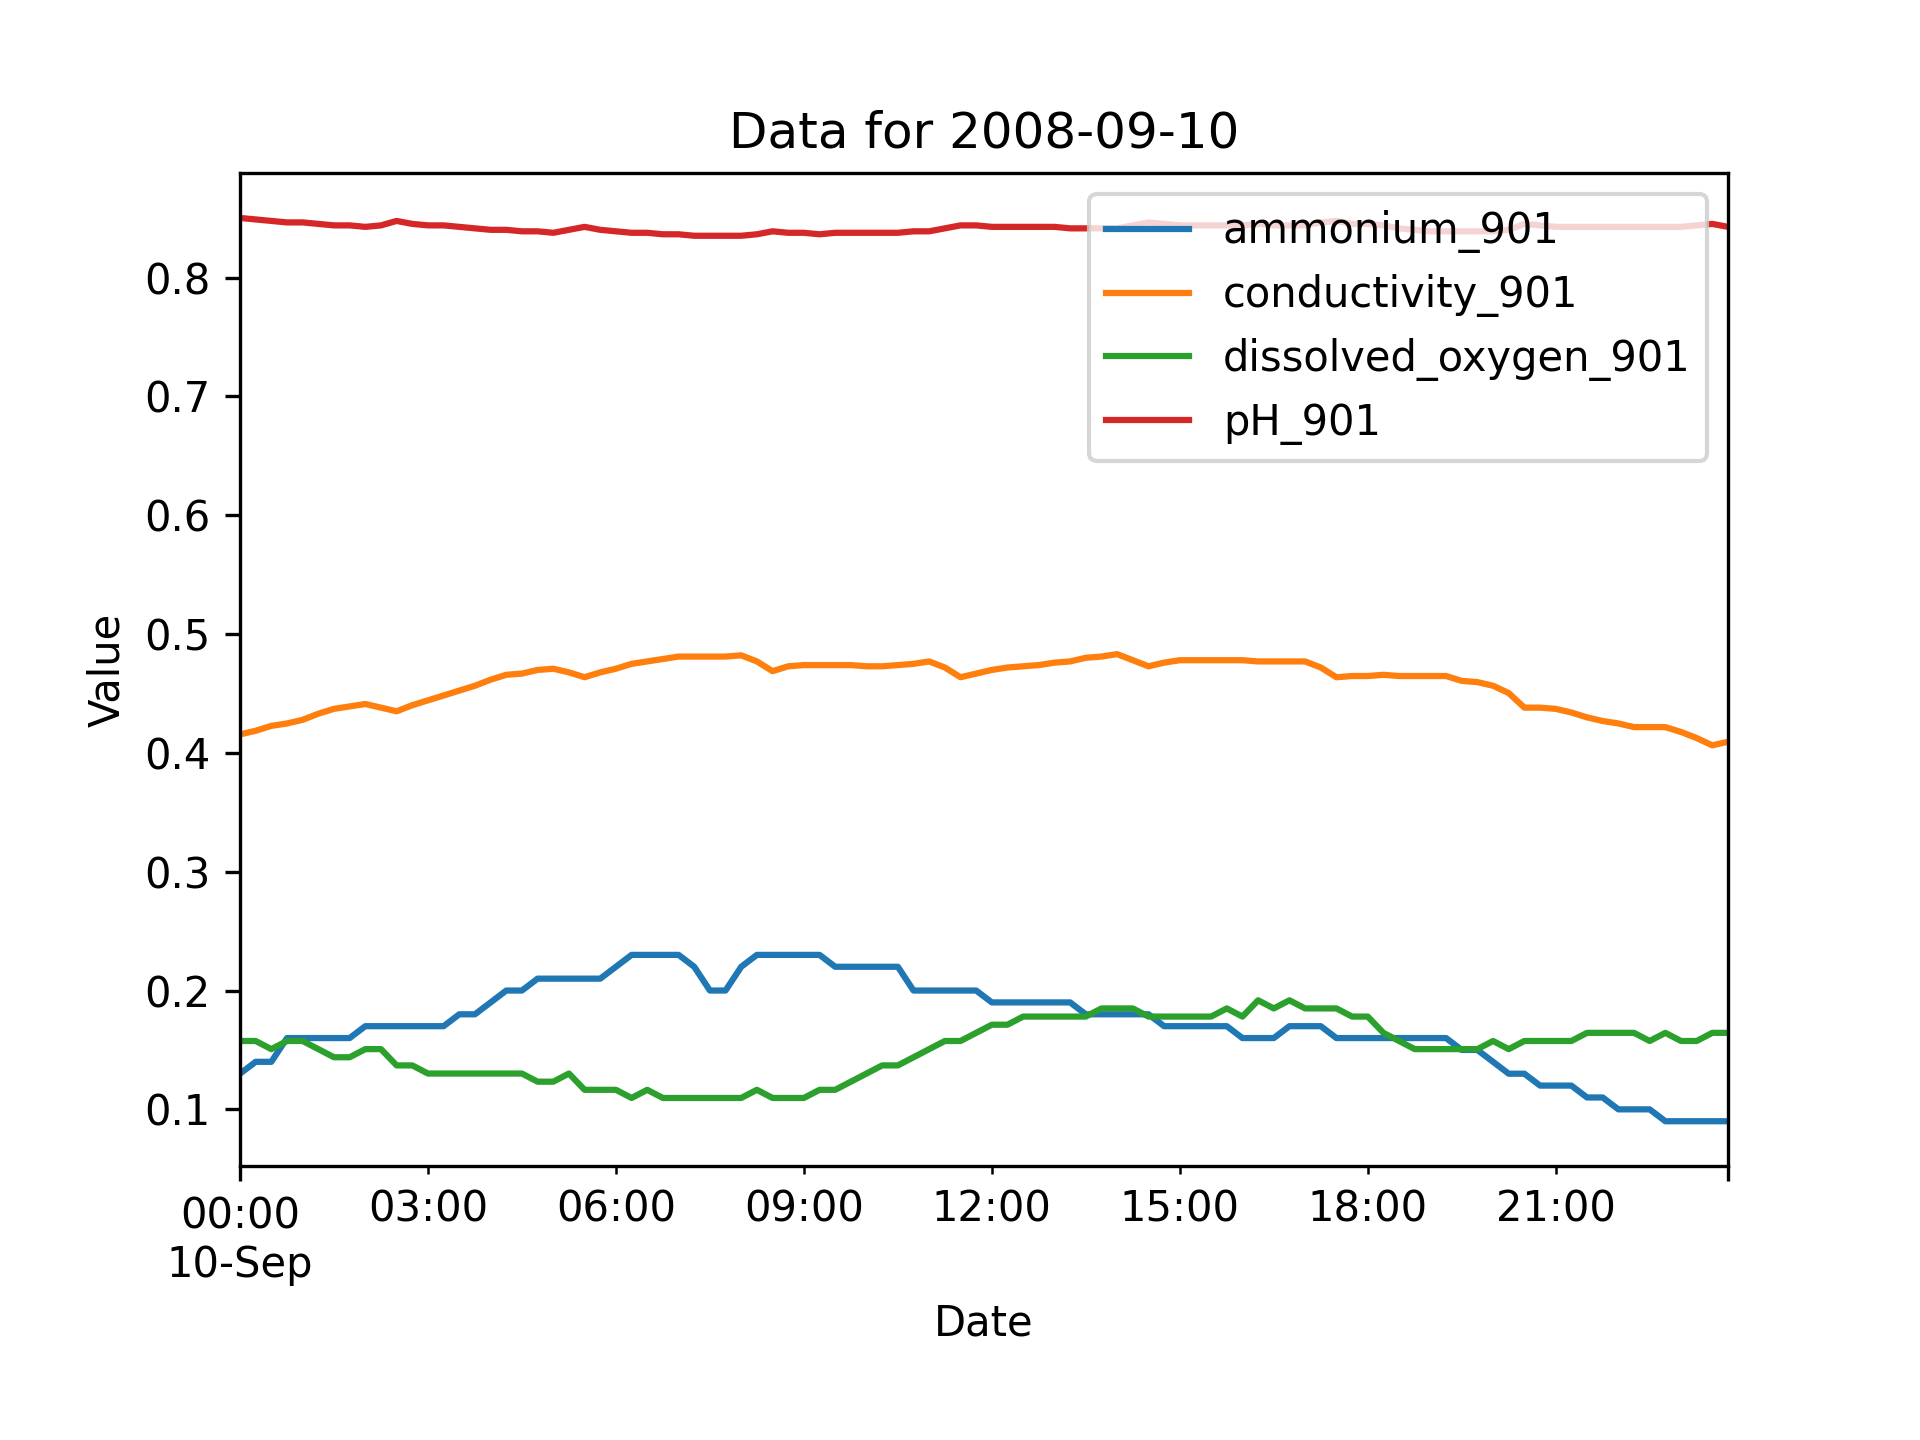 Data for 2008-09-10
ammonium_901
conductivity_901
dissolved_oxygen_901
pH_901
Value
0.8
0.7
0.6
0.5
0.4
0.3
0.2
0.1
00:00 03:00 06:00 09:00 12:00 15:00 18:00 21:00
10-Sep
Date